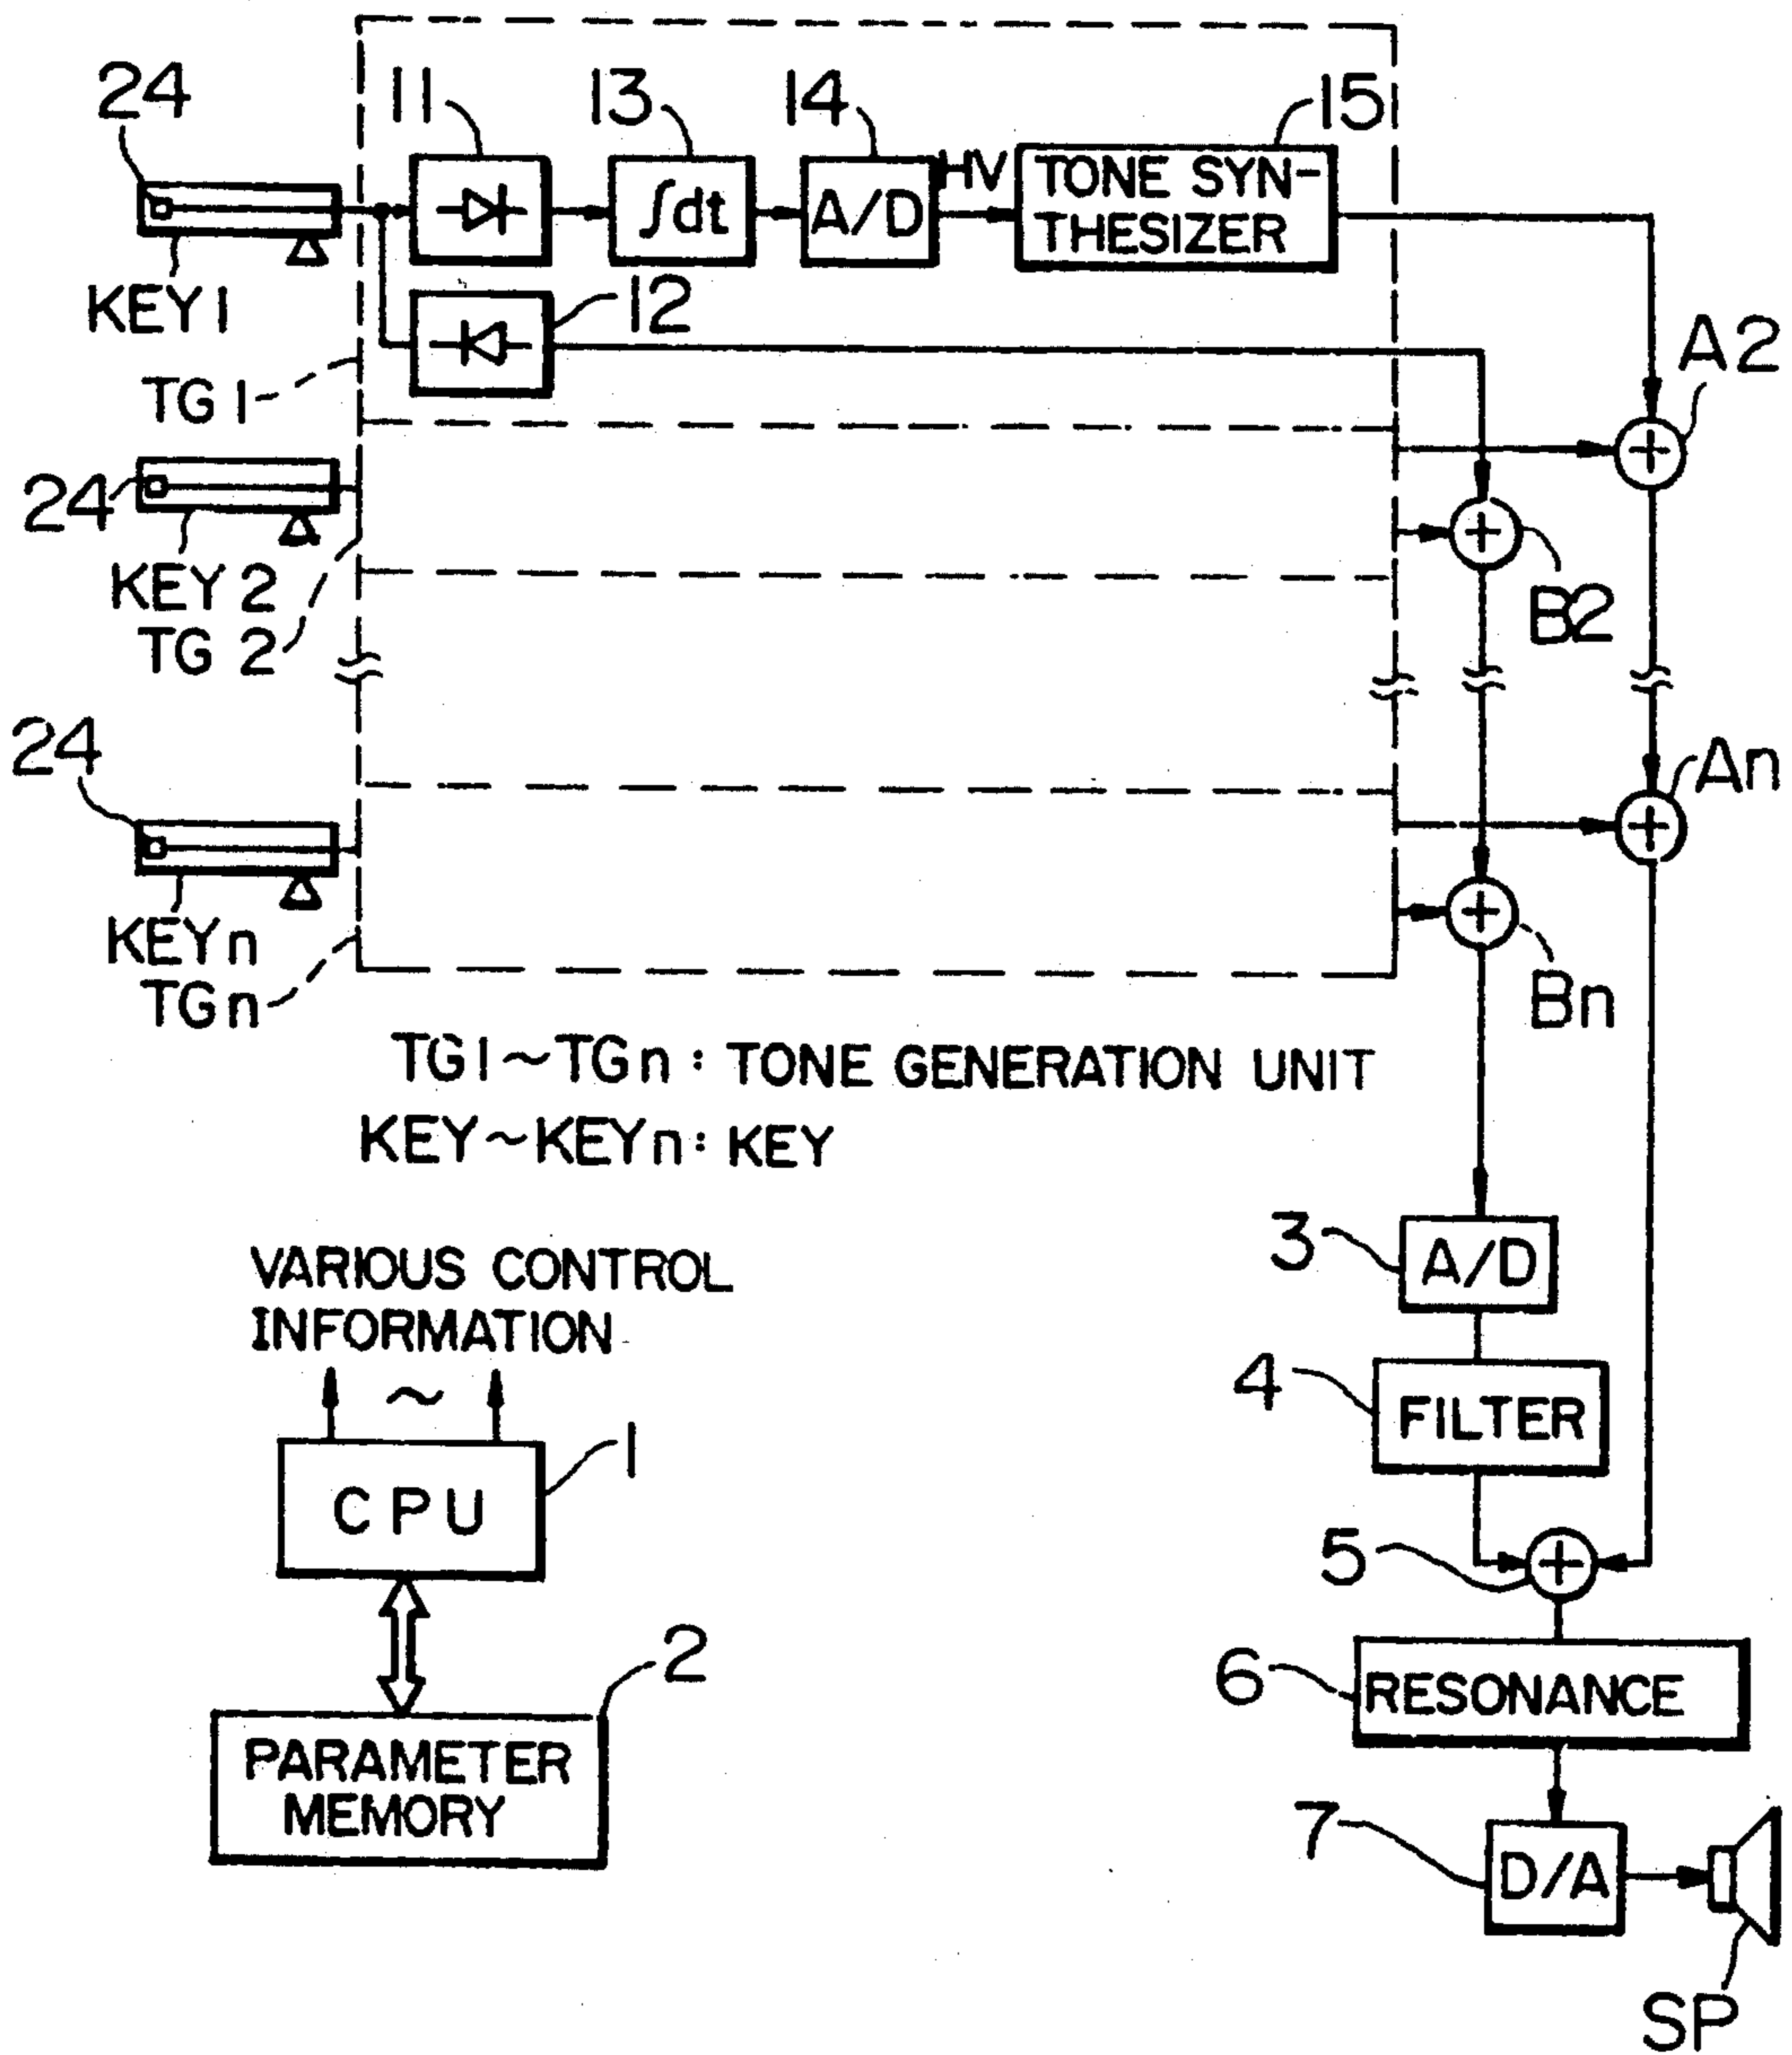 24
11
13
14
15
HV
∫dt
A/D
TONE SYN-
THESIZER
KEY1
12
TG1
A2
24
KEY2
TG2
B2
24
An
KEYn
TGn
Bn
TG1~TGn: TONE GENERATION UNIT
KEY~KEYn: KEY
3
A/D
VARIOUS CONTROL
INFORMATION
~
4
FILTER
1
CPU
5
2
6
RESONANCE
PARAMETER
MEMORY
7
D/A
SP